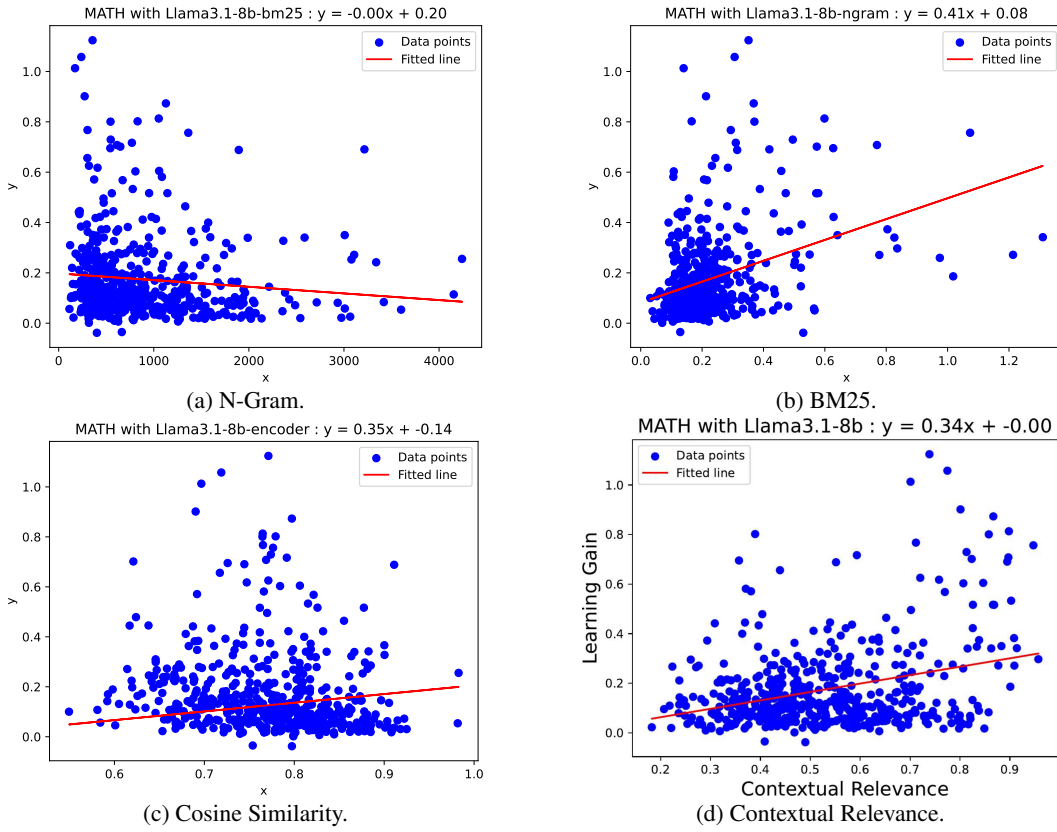 MATH with Llama3.1-8b-bm25 : y = -0.00x + 0.20
Data points
Fitted line
1.0
0.8
0.6
y
0.4
0.2
0.0
0 1000 2000 3000 4000
x
(a) N-Gram.
MATH with Llama3.1-8b-ngram : y = 0.41x + 0.08
Data points
Fitted line
1.0
0.8
0.6
y
0.4
0.2
0.0
0.0 0.2 0.4 0.6 0.8 1.0 1.2
x
(b) BM25.
MATH with Llama3.1-8b-encoder : y = 0.35x + -0.14
Data points
Fitted line
1.0
0.8
0.6
y
0.4
0.2
0.0
0.6 0.7 0.8 0.9 1.0
x
(c) Cosine Similarity.
MATH with Llama3.1-8b : y = 0.34x + -0.00
Data points
Fitted line
1.0
0.8
0.6
Learning Gain
0.4
0.2
0.0
0.2 0.3 0.4 0.5 0.6 0.7 0.8 0.9
Contextual Relevance
(d) Contextual Relevance.